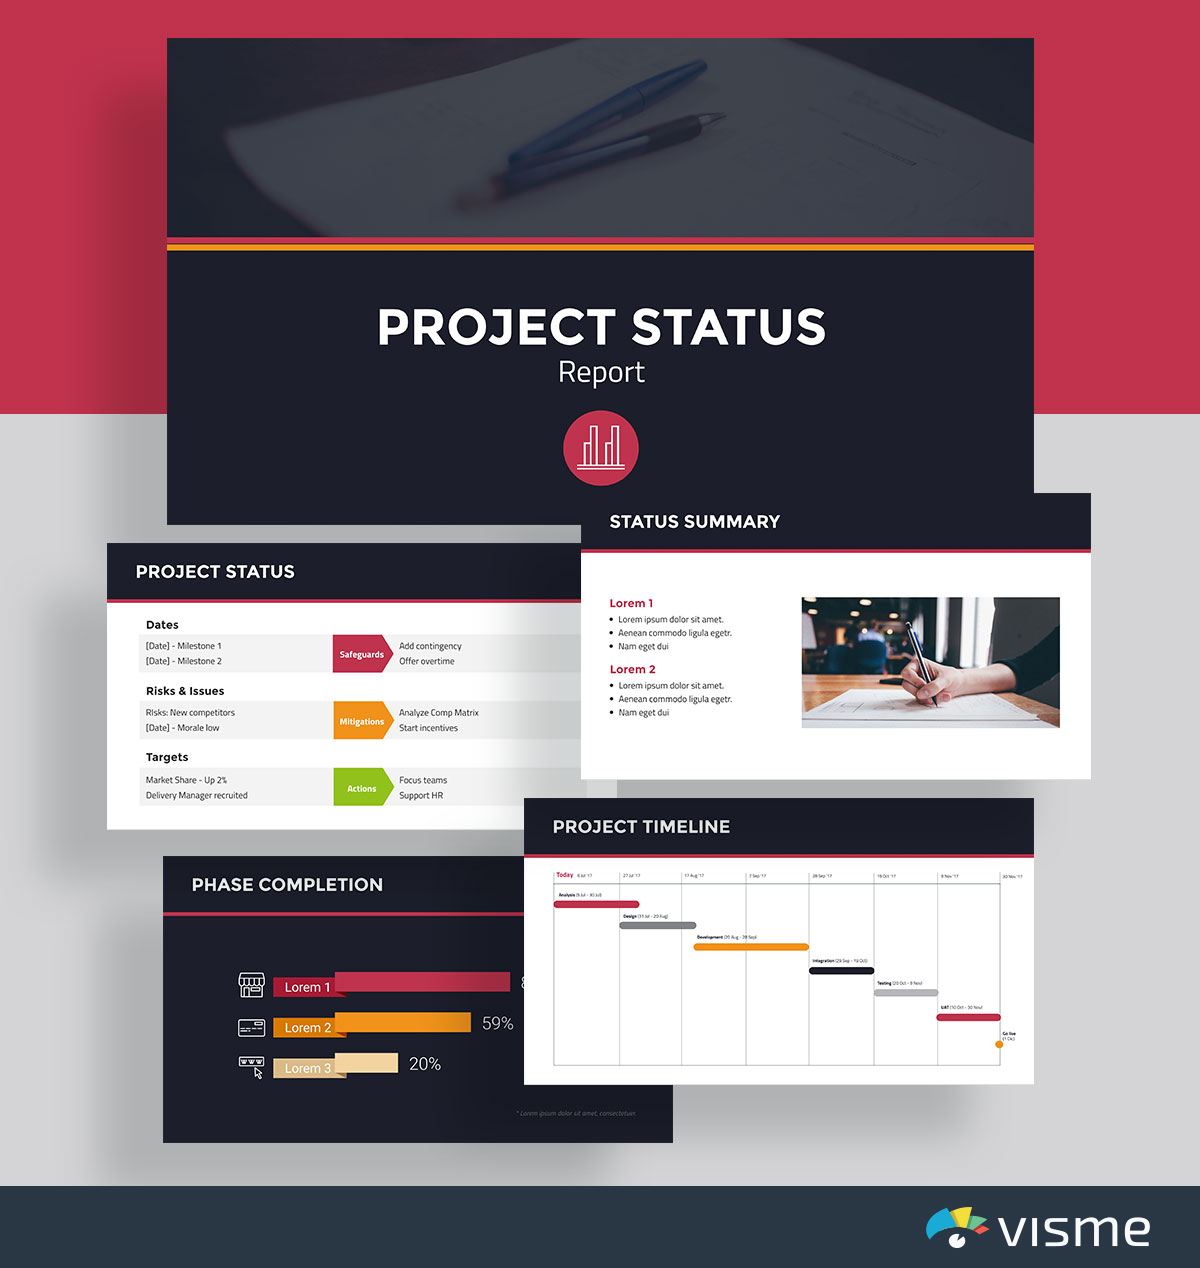 PROJECT STATUS
Report
STATUS SUMMARY
Lorem 1
Lorem ipsum dolor sit amet.
Aenean commodo ligula egetr.
Nam eget dui
Lorem 2
Lorem ipsum dolor sit amet.
Aenean commodo ligula egetr.
Nam eget dui
PROJECT STATUS
Dates
[Date] - Milestone 1
[Date] - Milestone 2
Safeguards
Add contingency
Offer overtime
Risks & Issues
RIsks: New competitors
[Date] - Morale low
Mitigations
Analyze Comp Matrix
Start incentives
Targets
Market Share - Up 2%
Delivery Manager recruited
Actions
Focus teams
Support HR
PROJECT TIMELINE
Today 6 Jul '17 27 Jul '17 17 Aug '17 7 Sep '17 28 Sep '17 19 Oct '17 9 Nov '17 30 Nov '17
Analysis (5 Jul - 30 Jul)
Design (31 Jul - 20 Aug)
Development (20 Aug - 28 Sep)
Integration (29 Sep - 19 Oct)
Testing (20 Oct - 9 Nov)
UAT (10 Oct - 30 Nov)
Go live
(1 Dic)
PHASE COMPLETION
Lorem 1
Lorem 2 59%
Lorem 3 20%
* Lorem ipsum dolor sit amet, consectetum
visme